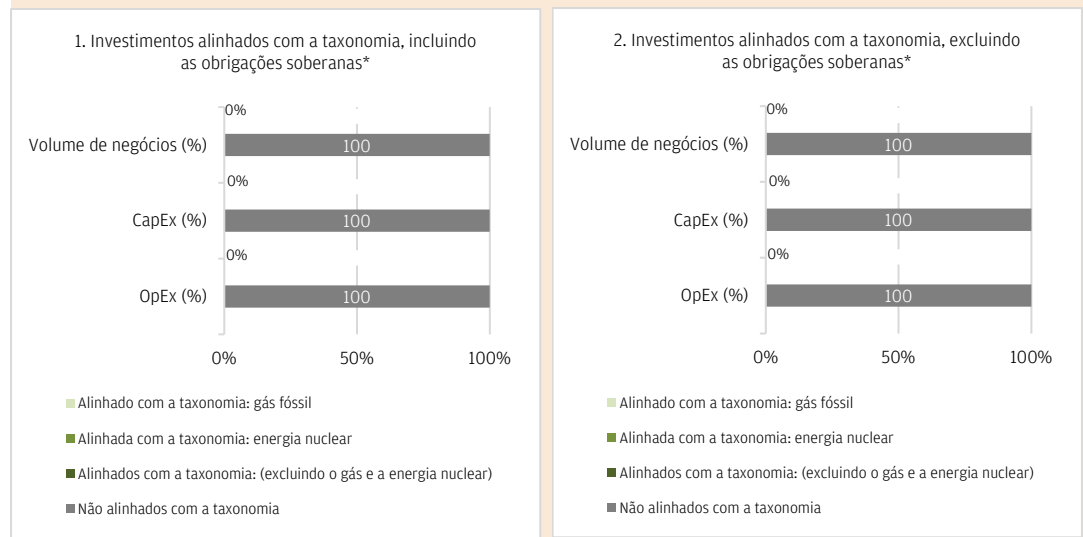 1. Investimentos alinhados com a taxonomia, incluindo
as obrigações soberanas*
0%
Volume de negócios (%)
100
0%
CapEx (%)
100
0%
OpEx (%)
100
0%
50%
100%
Alinhado com a taxonomia: gás fóssil
Alinhada com a taxonomia: energia nuclear
Alinhados com a taxonomia: (excluindo o gás e a energia nuclear)
Não alinhados com a taxonomia
2. Investimentos alinhados com a taxonomia, excluindo
as obrigações soberanas*
0%
Volume de negócios (%)
100
0%
CapEx (%)
100
0%
OpEx (%)
100
0%
50%
100%
Alinhado com a taxonomia: gás fóssil
Alinhada com a taxonomia: energia nuclear
Alinhados com a taxonomia: (excluindo o gás e a energia nuclear)
Não alinhados com a taxonomia